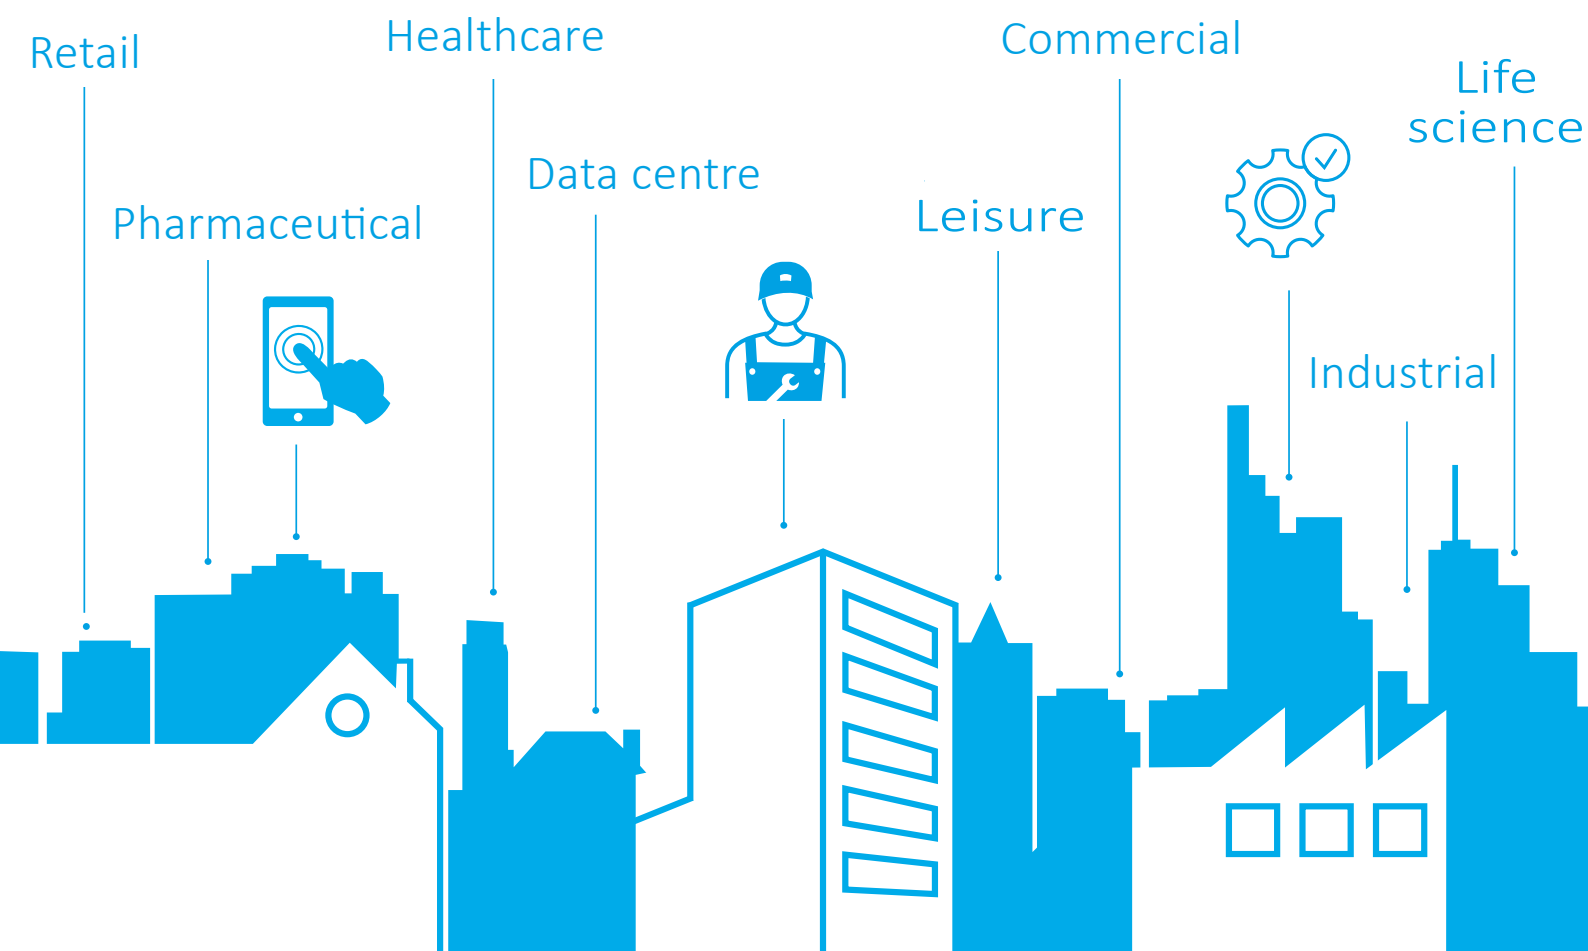 Retail
Healthcare
Commercial
Life
science
Data centre
Pharmaceutical
Leisure
Industrial